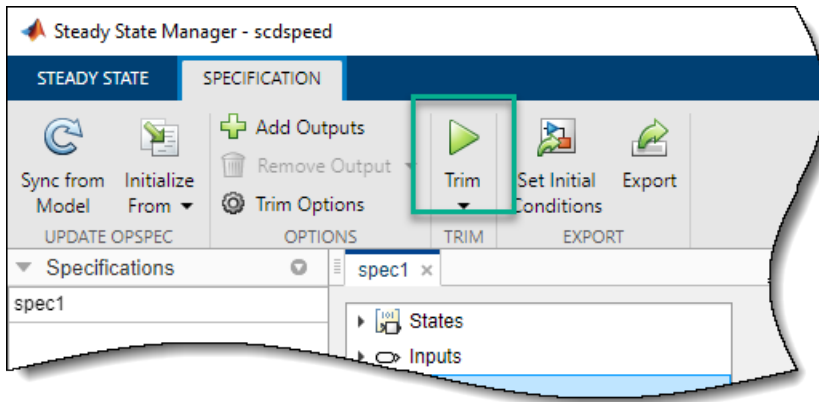 Steady State Manager - scdspeed
STEADY STATE SPECIFICATION
Sync from Model
Initialize From
Add Outputs
Remove Output
Trim Options
Trim
Set Initial Conditions
Export
UPDATE OPSPEC OPTIONS TRIM EXPORT
Specifications
spec1
spec1 ×
States
Inputs